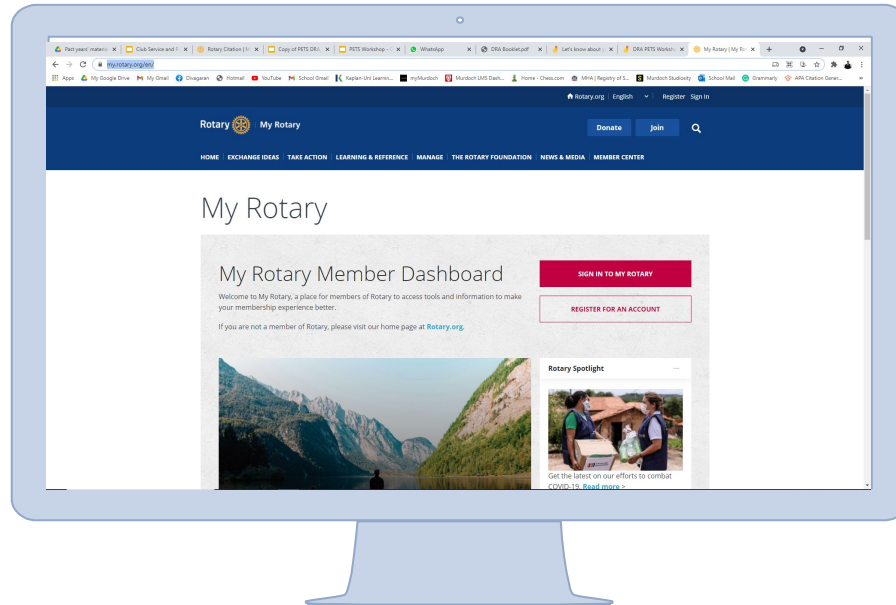 Past years' materia
Club Service and Pr
Rotary Citation | M
Copy of PETS DRA
PETS Workshop -
WhatsApp
DRA Booklet.pdf
Let's know about
DRA PETS Worksh
My Rotary | My Ro
my.rotary.org/en/
Apps My Google Drive My Gmail Divagaran Hotmail YouTube School Gmail Kaplan-Uni Learnin... myMurdoch Murdoch LMS Dash... Home - Chess.com MHA | Registry of S... Murdoch Studiosity School Mail Grammarly APA Citation Gener...
Rotary.org English Register Sign In
Rotary My Rotary
Donate Join
HOME EXCHANGE IDEAS TAKE ACTION LEARNING & REFERENCE MANAGE THE ROTARY FOUNDATION NEWS & MEDIA MEMBER CENTER
My Rotary
My Rotary Member Dashboard
Welcome to My Rotary, a place for members of Rotary to access tools and information to make
your membership experience better.
If you are not a member of Rotary, please visit our home page at Rotary.org.
SIGN IN TO MY ROTARY
REGISTER FOR AN ACCOUNT
Rotary Spotlight
Get the latest on our efforts to combat
COVID-19. Read more >